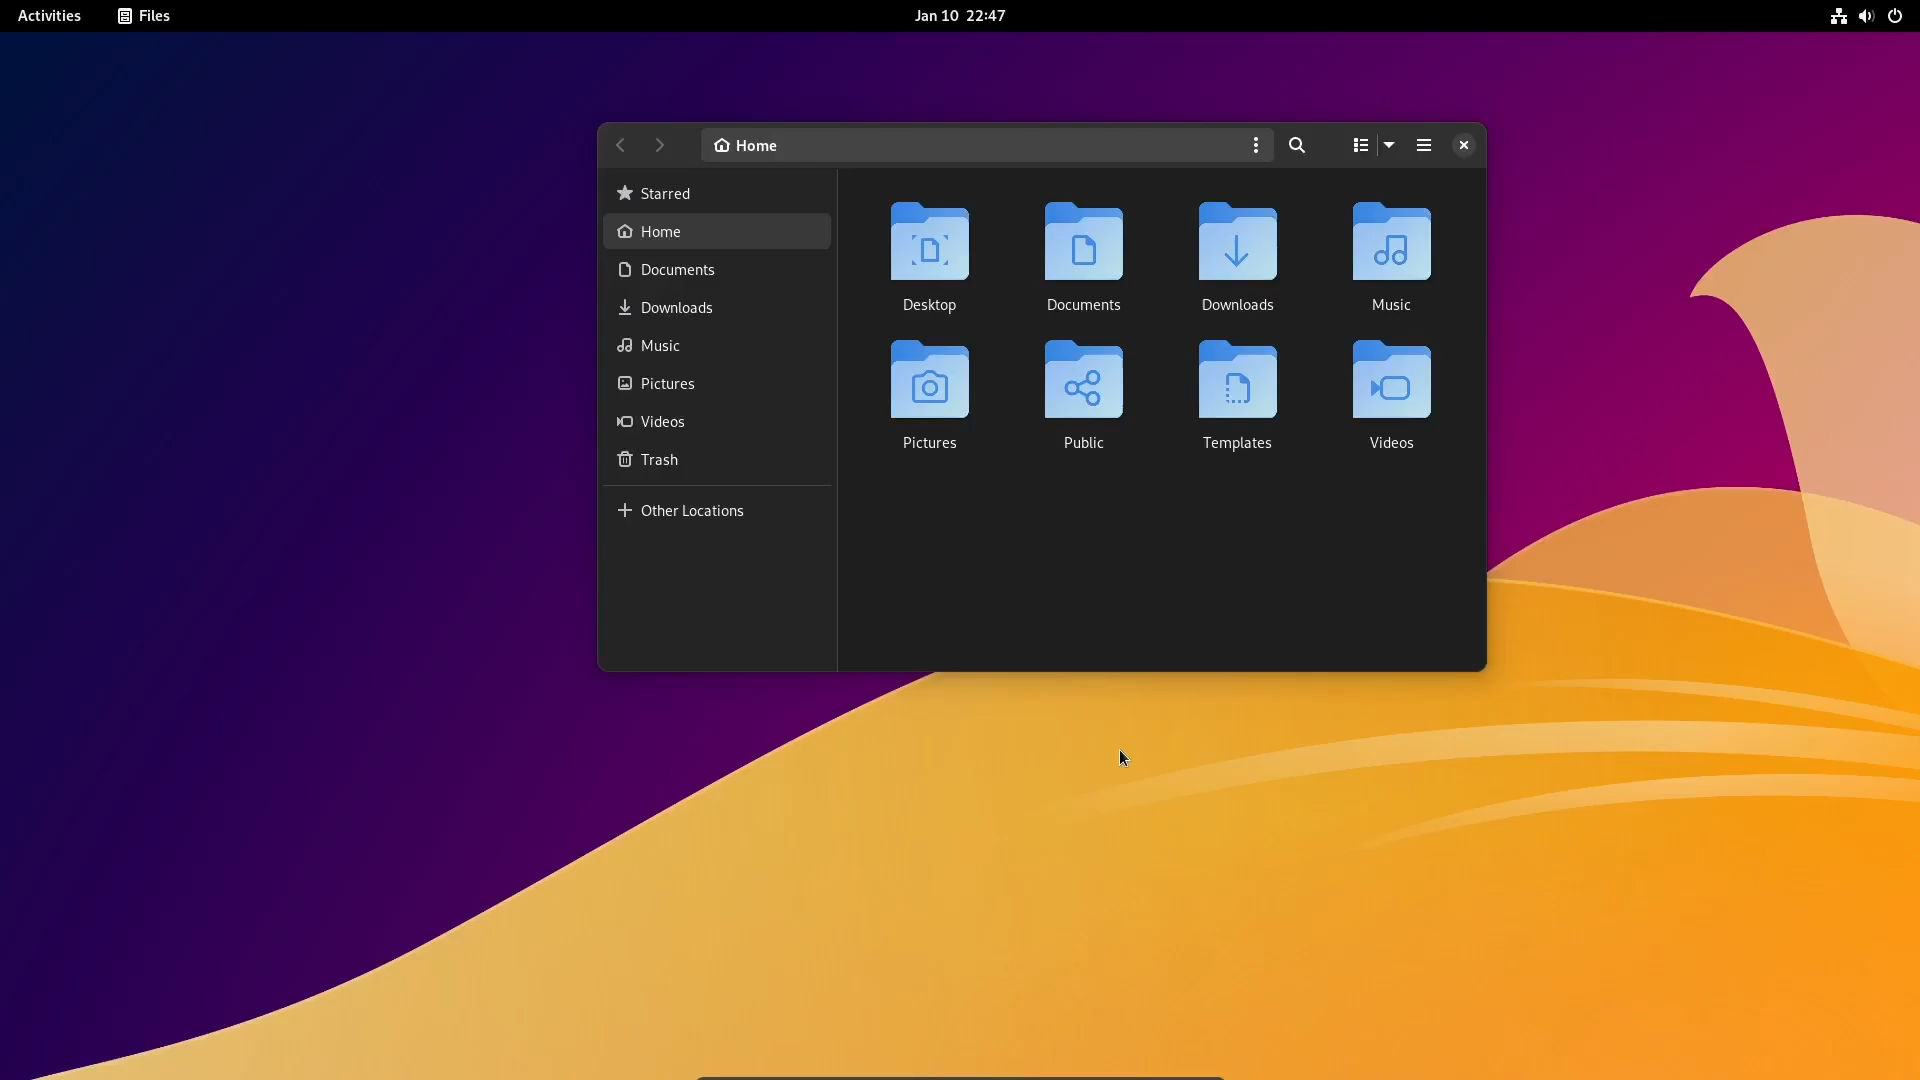 Activities Files Jan 10 22:47
Home
Starred
Home
Documents
Downloads
Music
Pictures
Videos
Trash
Other Locations
Desktop Documents Downloads Music
Pictures Public Templates Videos